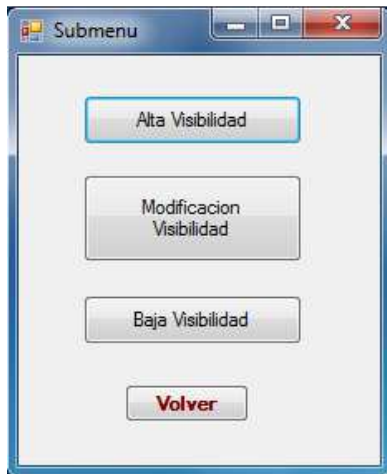 Submenu
Alta Visibilidad
Modificacion
Visibilidad
Baja Visibilidad
Volver